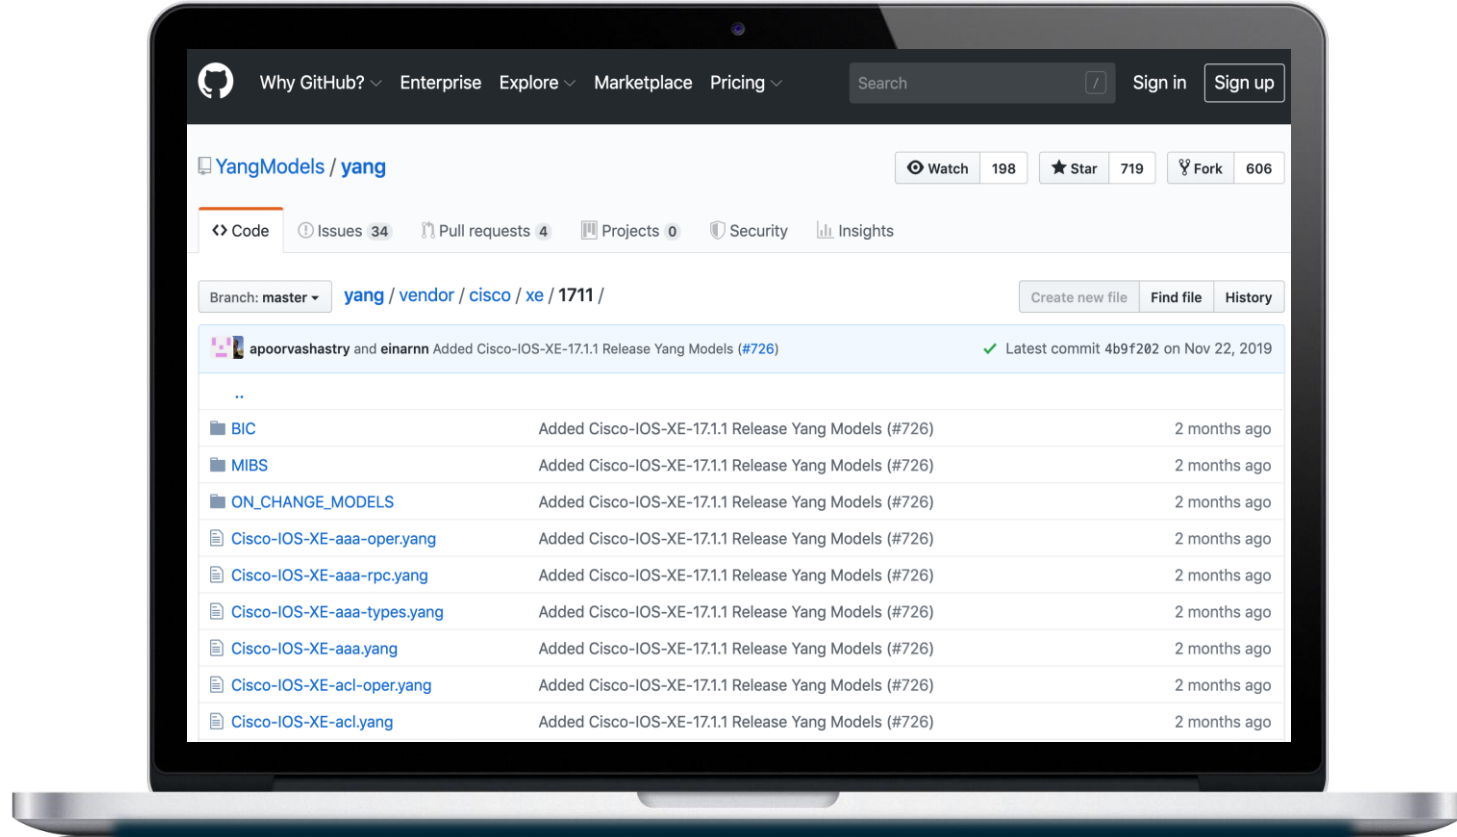 Why GitHub? Enterprise Explore Marketplace Pricing Search / Sign in Sign up
YangModels / yang Watch 198 Star 719 Fork 606
<> Code Issues 34 Pull requests 4 Projects 0 Security Insights
Branch: master yang / vendor / cisco / xe / 1711 / Create new file Find file History
apoorvashastry and einarnn Added Cisco-IOS-XE-17.1.1 Release Yang Models (#726) Latest commit 4b9f202 on Nov 22, 2019
..
BIC Added Cisco-IOS-XE-17.1.1 Release Yang Models (#726) 2 months ago
MIBS Added Cisco-IOS-XE-17.1.1 Release Yang Models (#726) 2 months ago
ON_CHANGE_MODELS Added Cisco-IOS-XE-17.1.1 Release Yang Models (#726) 2 months ago
Cisco-IOS-XE-aaa-oper.yang Added Cisco-IOS-XE-17.1.1 Release Yang Models (#726) 2 months ago
Cisco-IOS-XE-aaa-rpc.yang Added Cisco-IOS-XE-17.1.1 Release Yang Models (#726) 2 months ago
Cisco-IOS-XE-aaa-types.yang Added Cisco-IOS-XE-17.1.1 Release Yang Models (#726) 2 months ago
Cisco-IOS-XE-aaa.yang Added Cisco-IOS-XE-17.1.1 Release Yang Models (#726) 2 months ago
Cisco-IOS-XE-acl-oper.yang Added Cisco-IOS-XE-17.1.1 Release Yang Models (#726) 2 months ago
Cisco-IOS-XE-acl.yang Added Cisco-IOS-XE-17.1.1 Release Yang Models (#726) 2 months ago